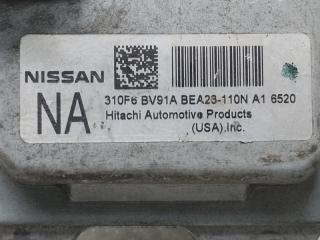 NISSAN
NA
310F6 BV91A BEA23-110N A1 6520
Hitachi Automotive Products
(USA),Inc.